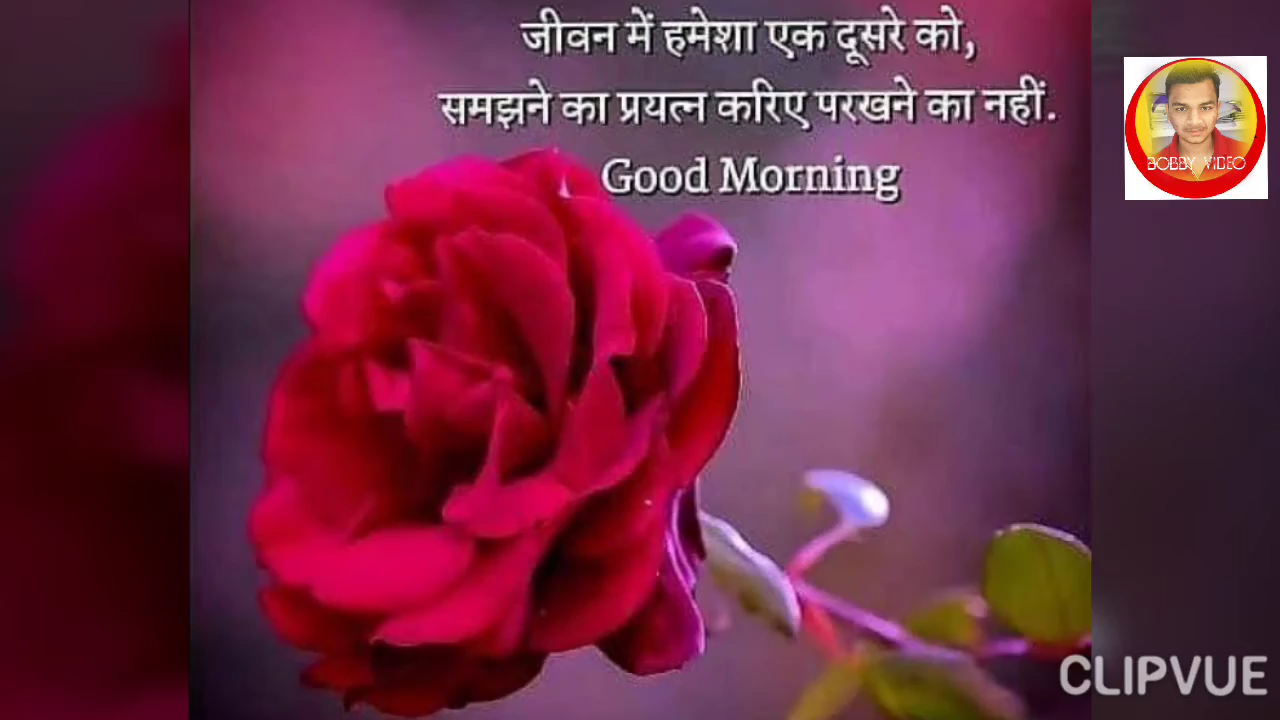 जीवन में हमेशा एक दूसरे को,
समझने का प्रयत्न करिए परखने का नहीं.
Good Morning
BOBBY VIDEO
CLIPVUE